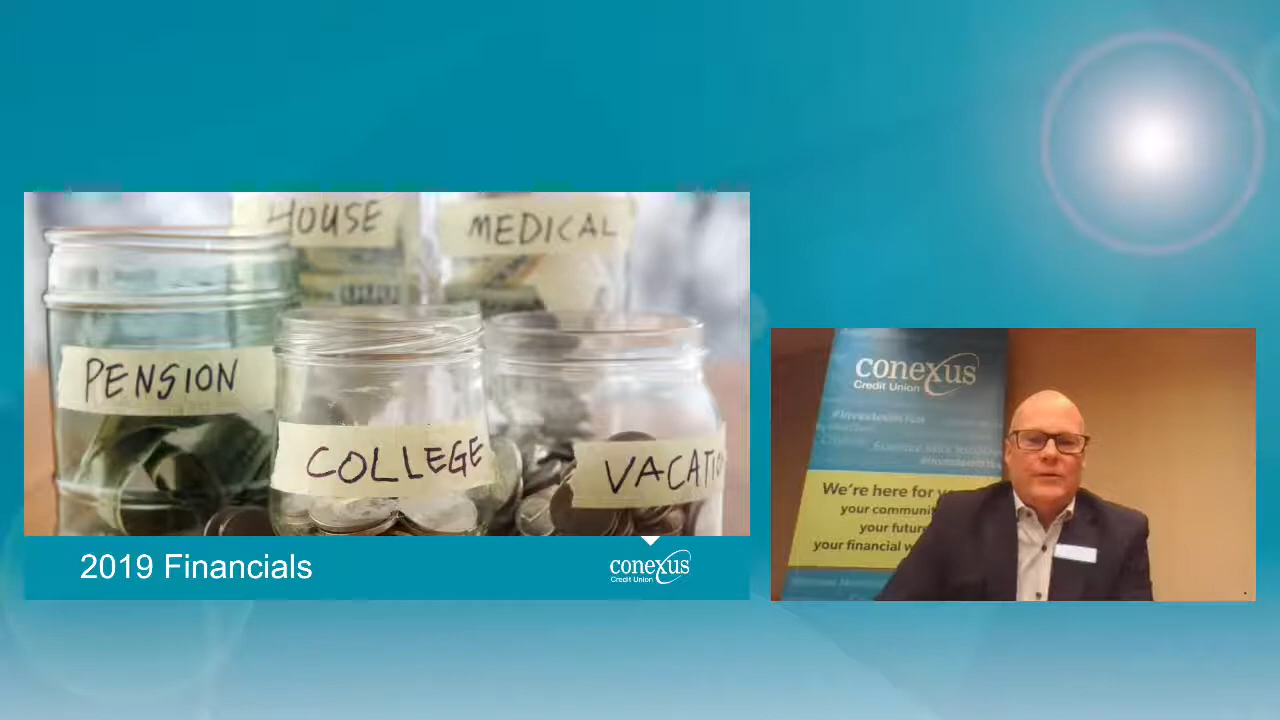 HOUSE
MEDICAL
PENSION
COLLEGE
VACATIO
2019 Financials
conexus
Credit Union
conexus
Credit Union
We're here for
your
your future
your financial